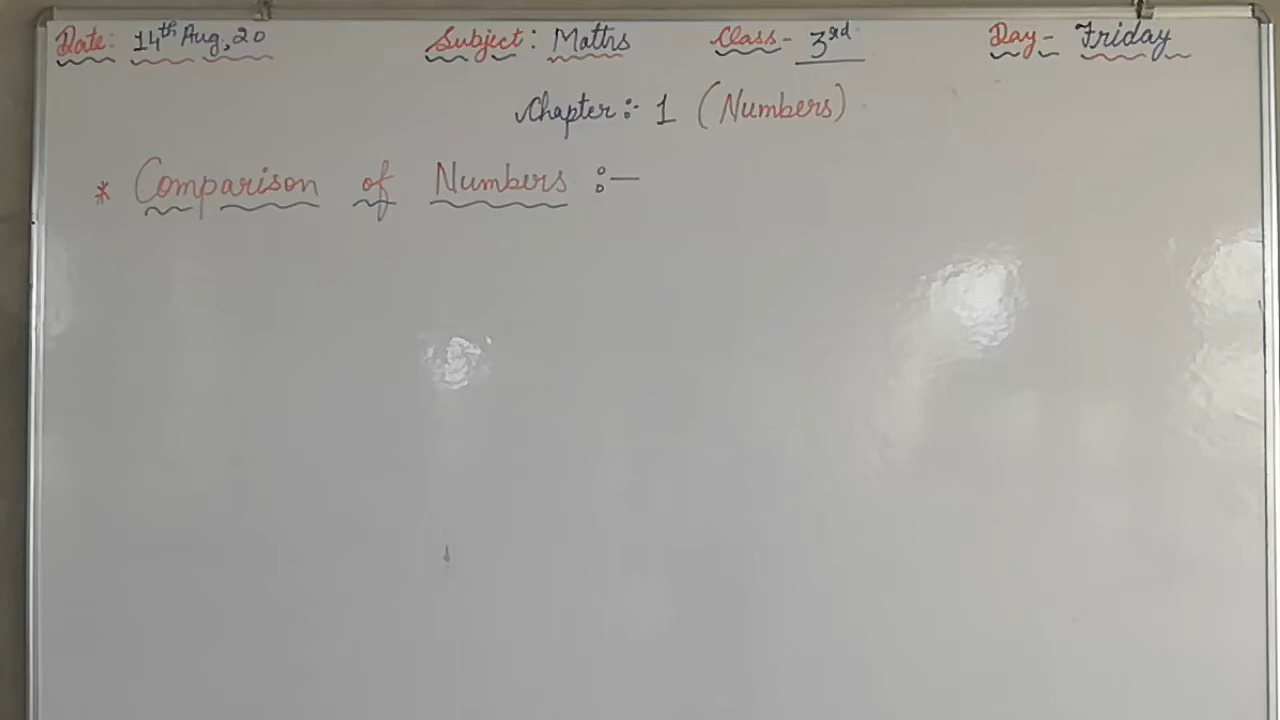 Date: 14th Aug, 20 Subject: Maths Class- 3rd Day- Friday
Chapter:- 1 (Numbers)
* Comparison of Numbers :-